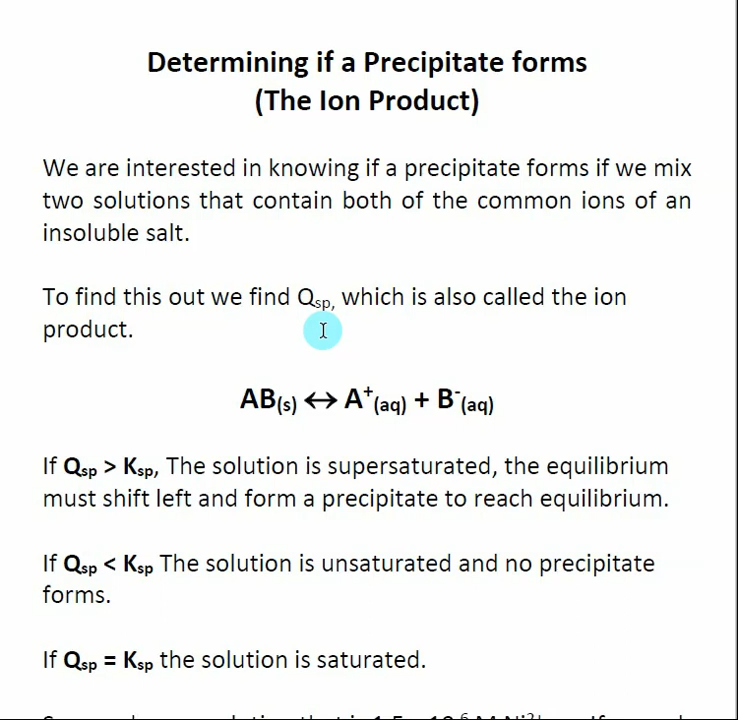 Determining if a Precipitate forms
(The Ion Product)
We are interested in knowing if a precipitate forms if we mix
two solutions that contain both of the common ions of an
insoluble salt.
To find this out we find Qsp, which is also called the ion
product.
AB(s) ↔ A⁺(aq) + B⁻(aq)
If Qsp > Ksp, The solution is supersaturated, the equilibrium
must shift left and form a precipitate to reach equilibrium.
If Qsp < Ksp The solution is unsaturated and no precipitate
forms.
If Qsp = Ksp the solution is saturated.